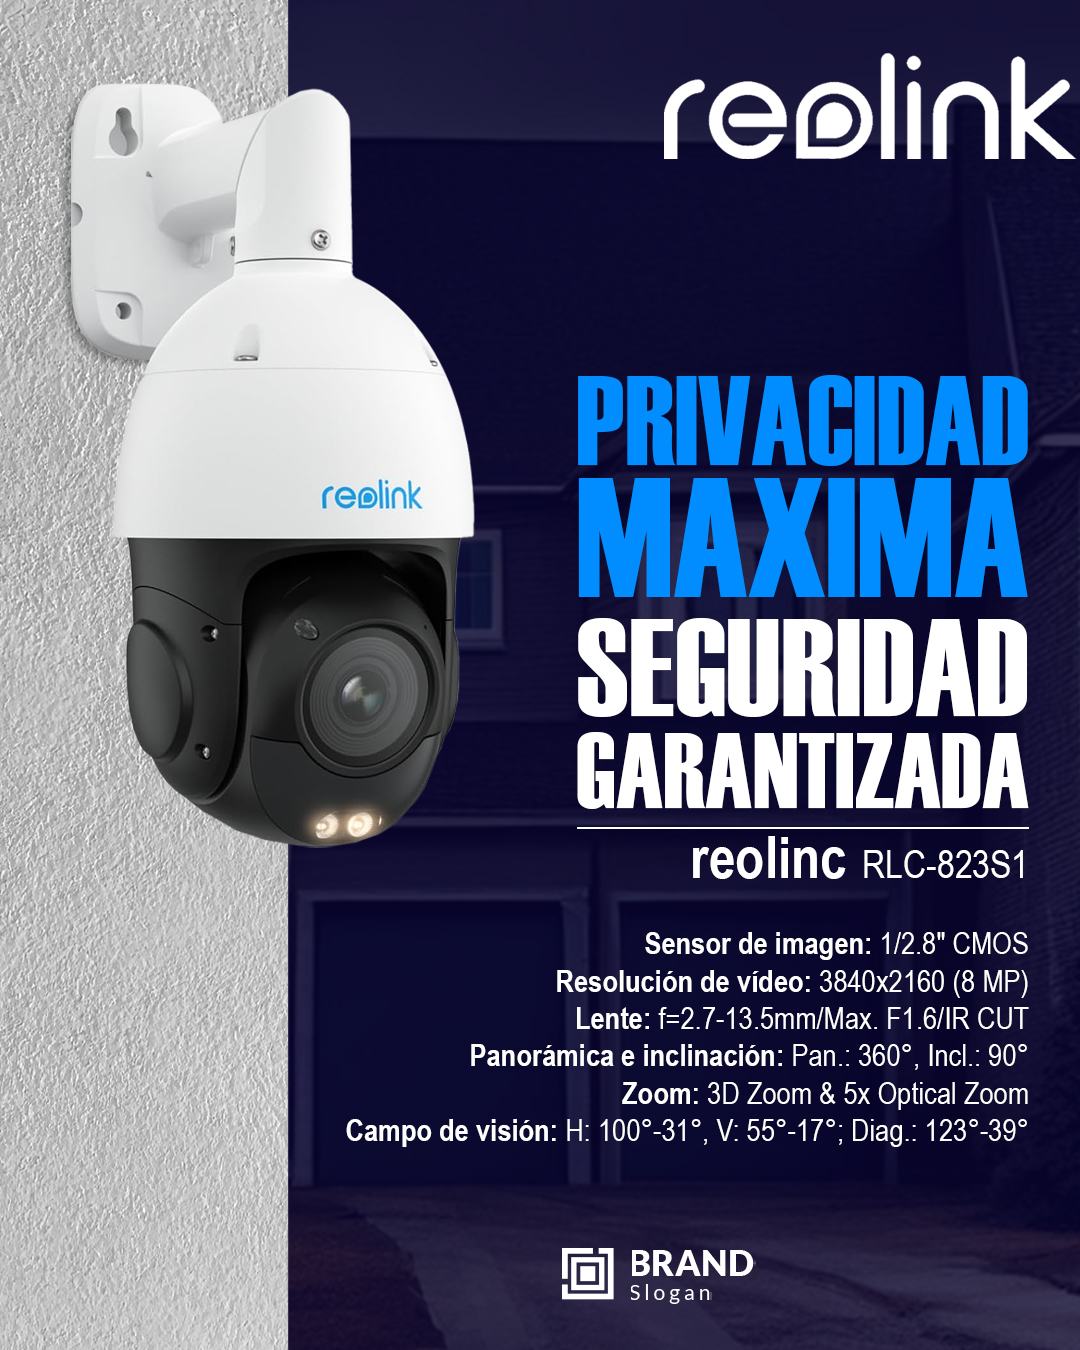 reolink
reolink
PRIVACIDAD
MAXIMA
SEGURIDAD
GARANTIZADA
reolinc RLC-823S1
Sensor de imagen: 1/2.8" CMOS
Resolución de vídeo: 3840x2160 (8 MP)
Lente: f=2.7-13.5mm/Max. F1.6/IR CUT
Panorámica e inclinación: Pan.: 360°, Incl.: 90°
Zoom: 3D Zoom & 5x Optical Zoom
Campo de visión: H: 100°-31°, V: 55°-17°; Diag.: 123°-39°
BRAND
Slogan